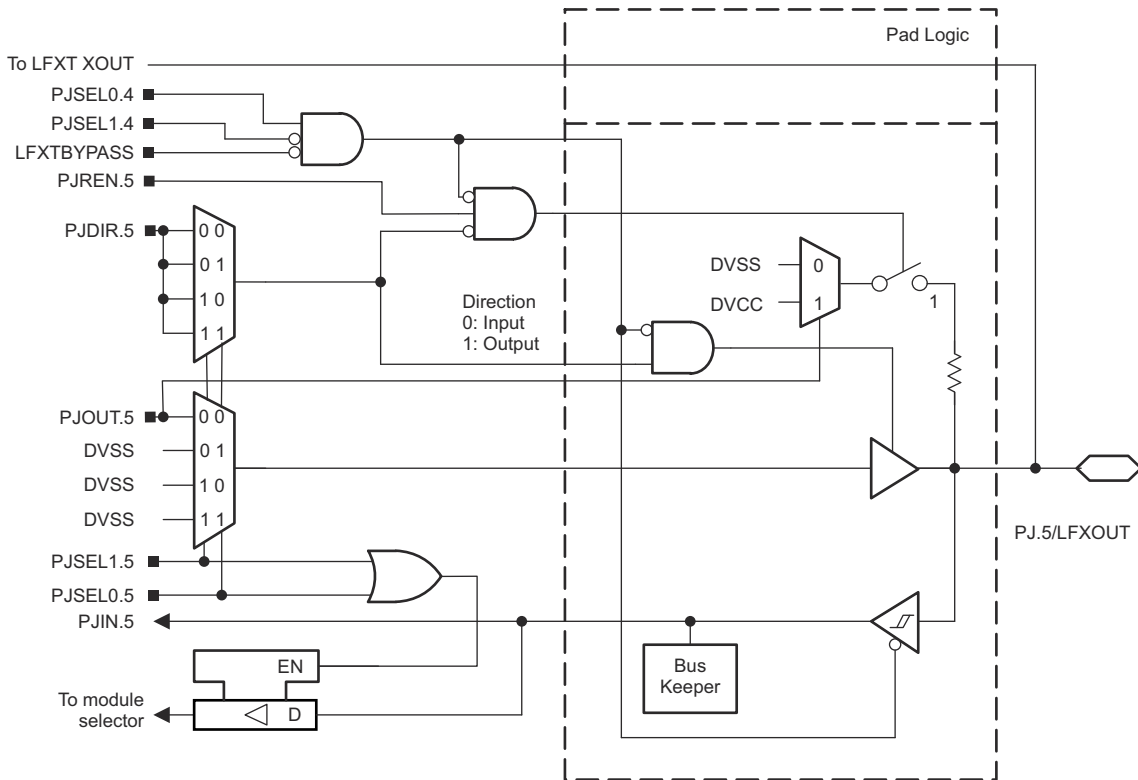 Pad Logic
To LFXT XOUT
PJSEL0.4
PJSEL1.4
LFXTBYPASS
PJREN.5
PJDIR.5
0 0
0 1
1 0
1 1
Direction
0: Input
1: Output
DVSS
0
DVCC
1
1
PJOUT.5
0 0
DVSS
0 1
DVSS
1 0
DVSS
1 1
PJ.5/LFXOUT
PJSEL1.5
PJSEL0.5
PJIN.5
Bus
Keeper
EN
To module
selector
D